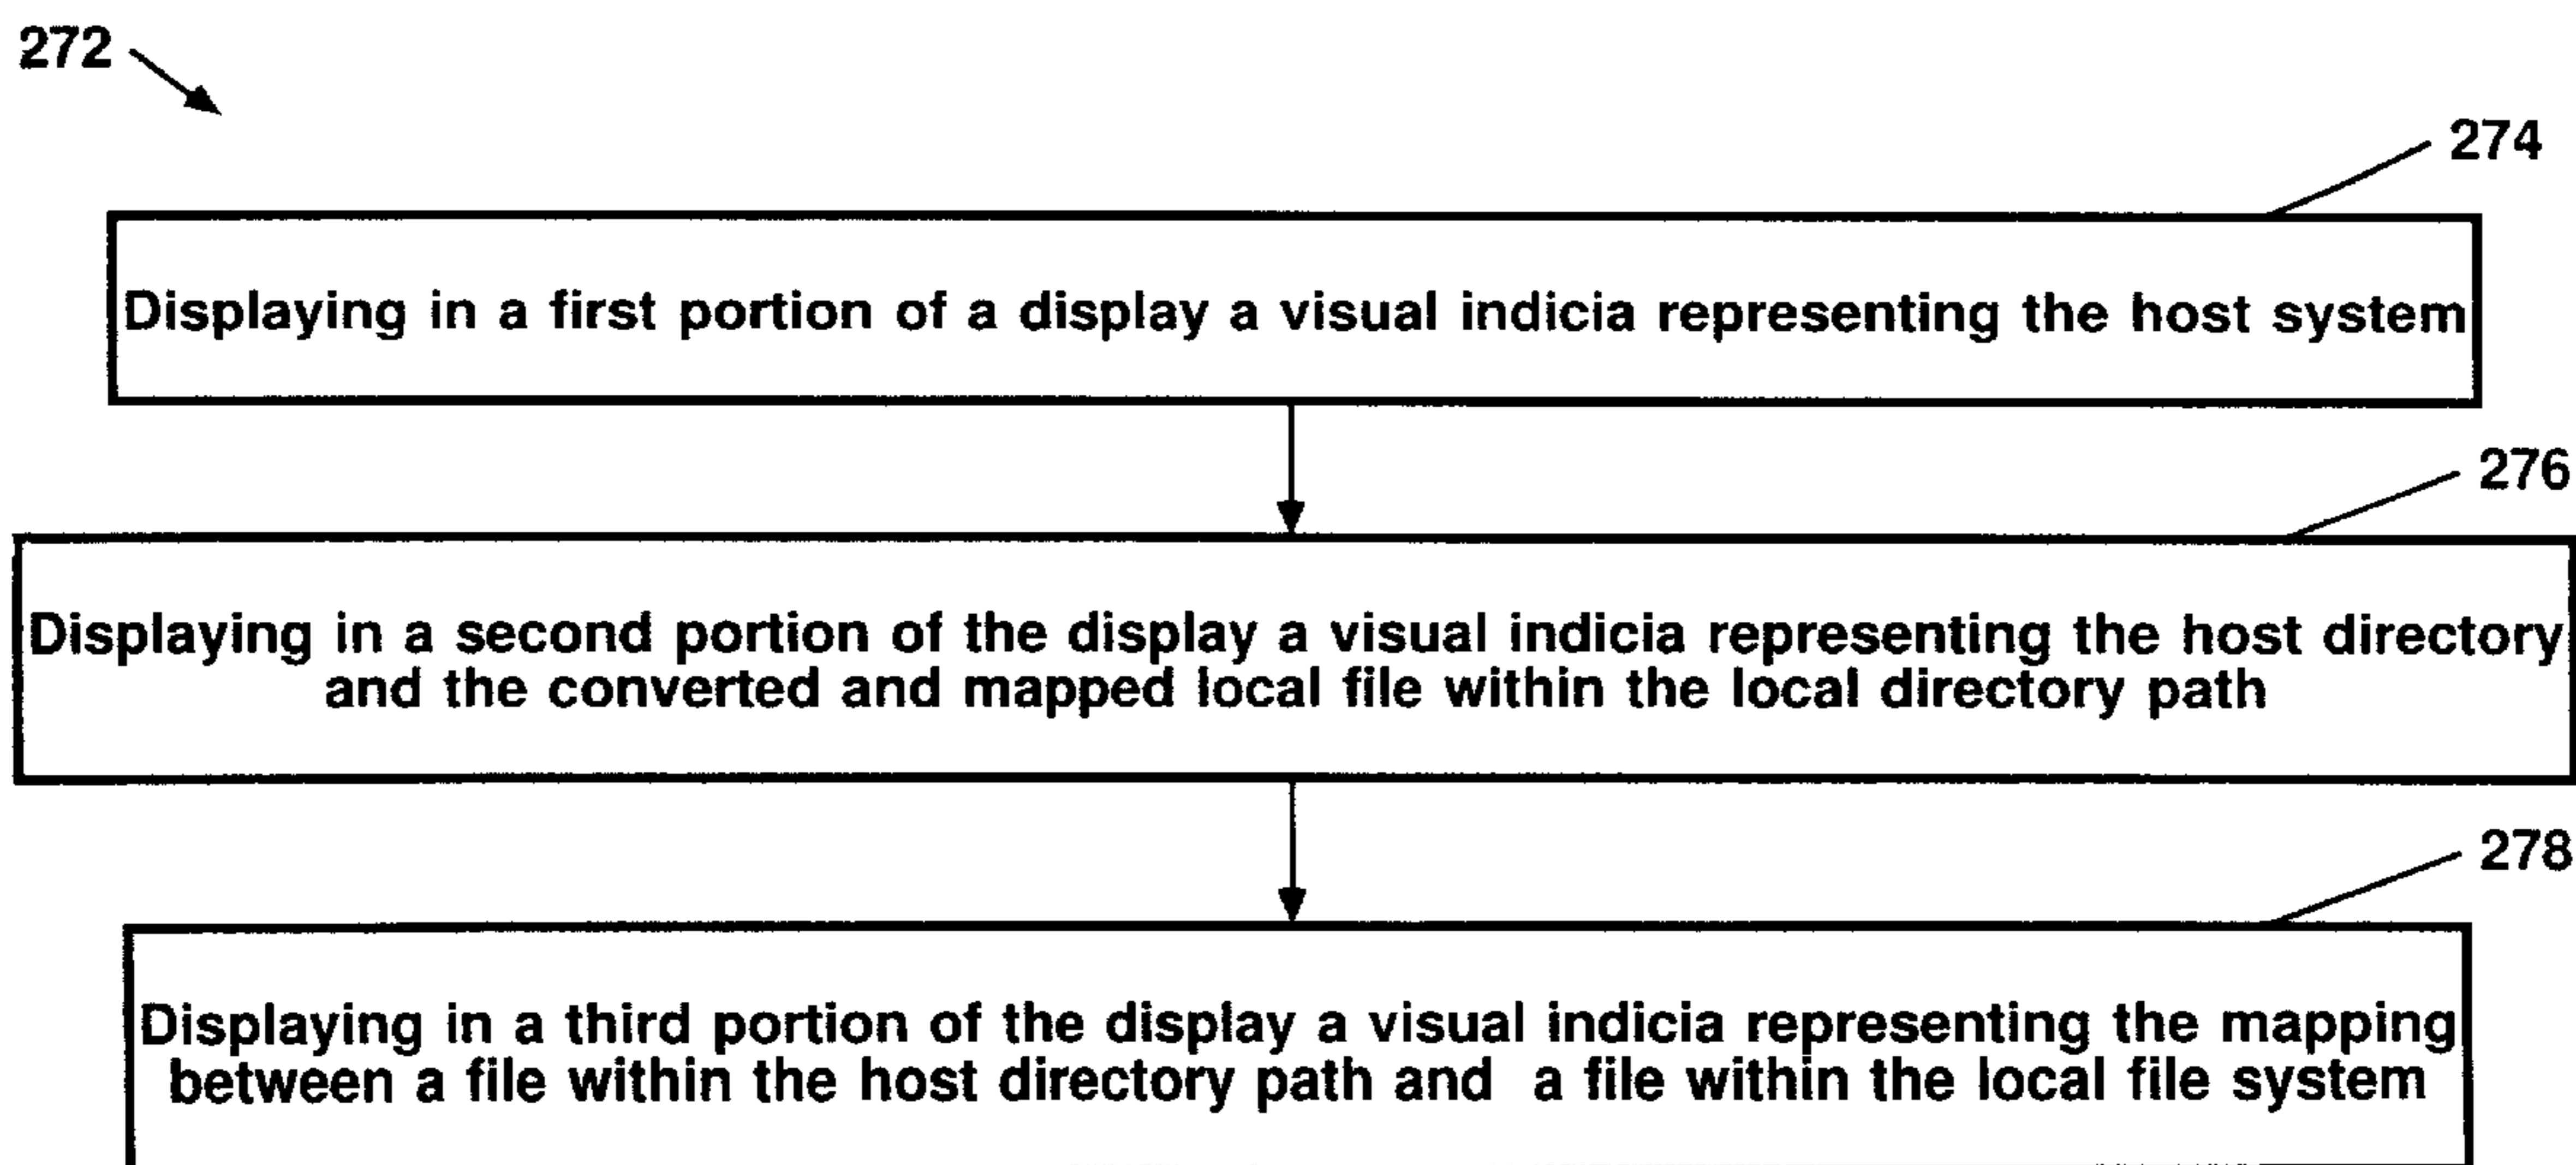 272
274
Displaying in a first portion of a display a visual indicia representing the host system
276
Displaying in a second portion of the display a visual indicia representing the host directory
and the converted and mapped local file within the local directory path
278
Displaying in a third portion of the display a visual indicia representing the mapping
between a file within the host directory path and a file within the local file system